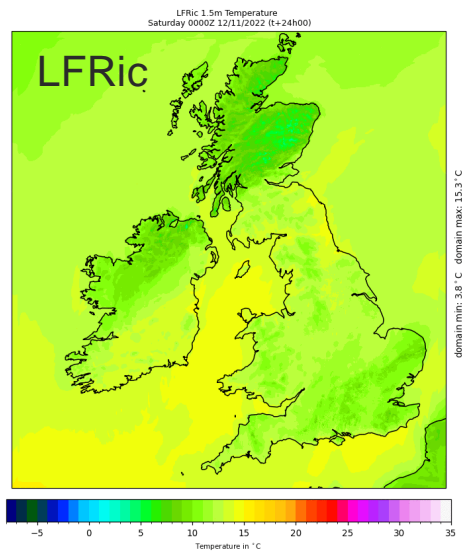 LFRic 1.5m Temperature
Saturday 0000Z 12/11/2022 (t+24h00)
LFRic
domain min: 3.8°C domain max: 15.3°C
−5 0 5 10 15 20 25 30 35
Temperature in °C